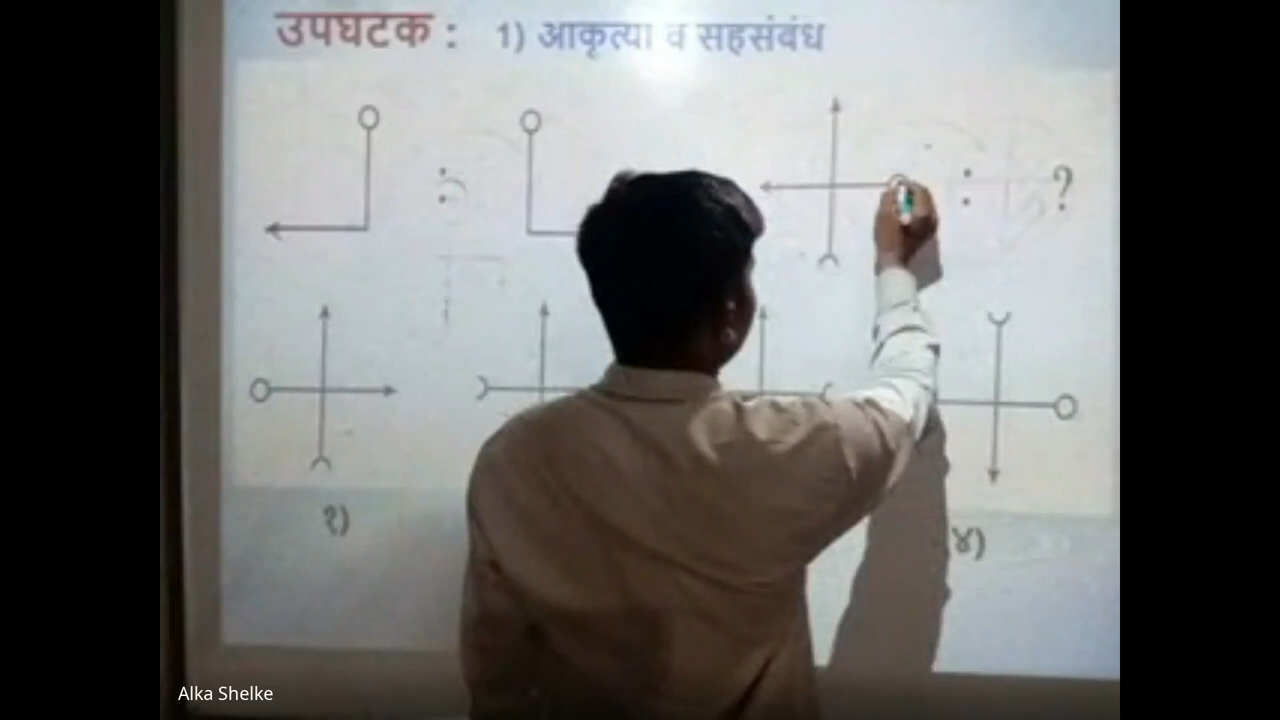 उपघटक : 1) आकृत्या व सहसंबंध
: : ?
१) ४)
Alka Shelke